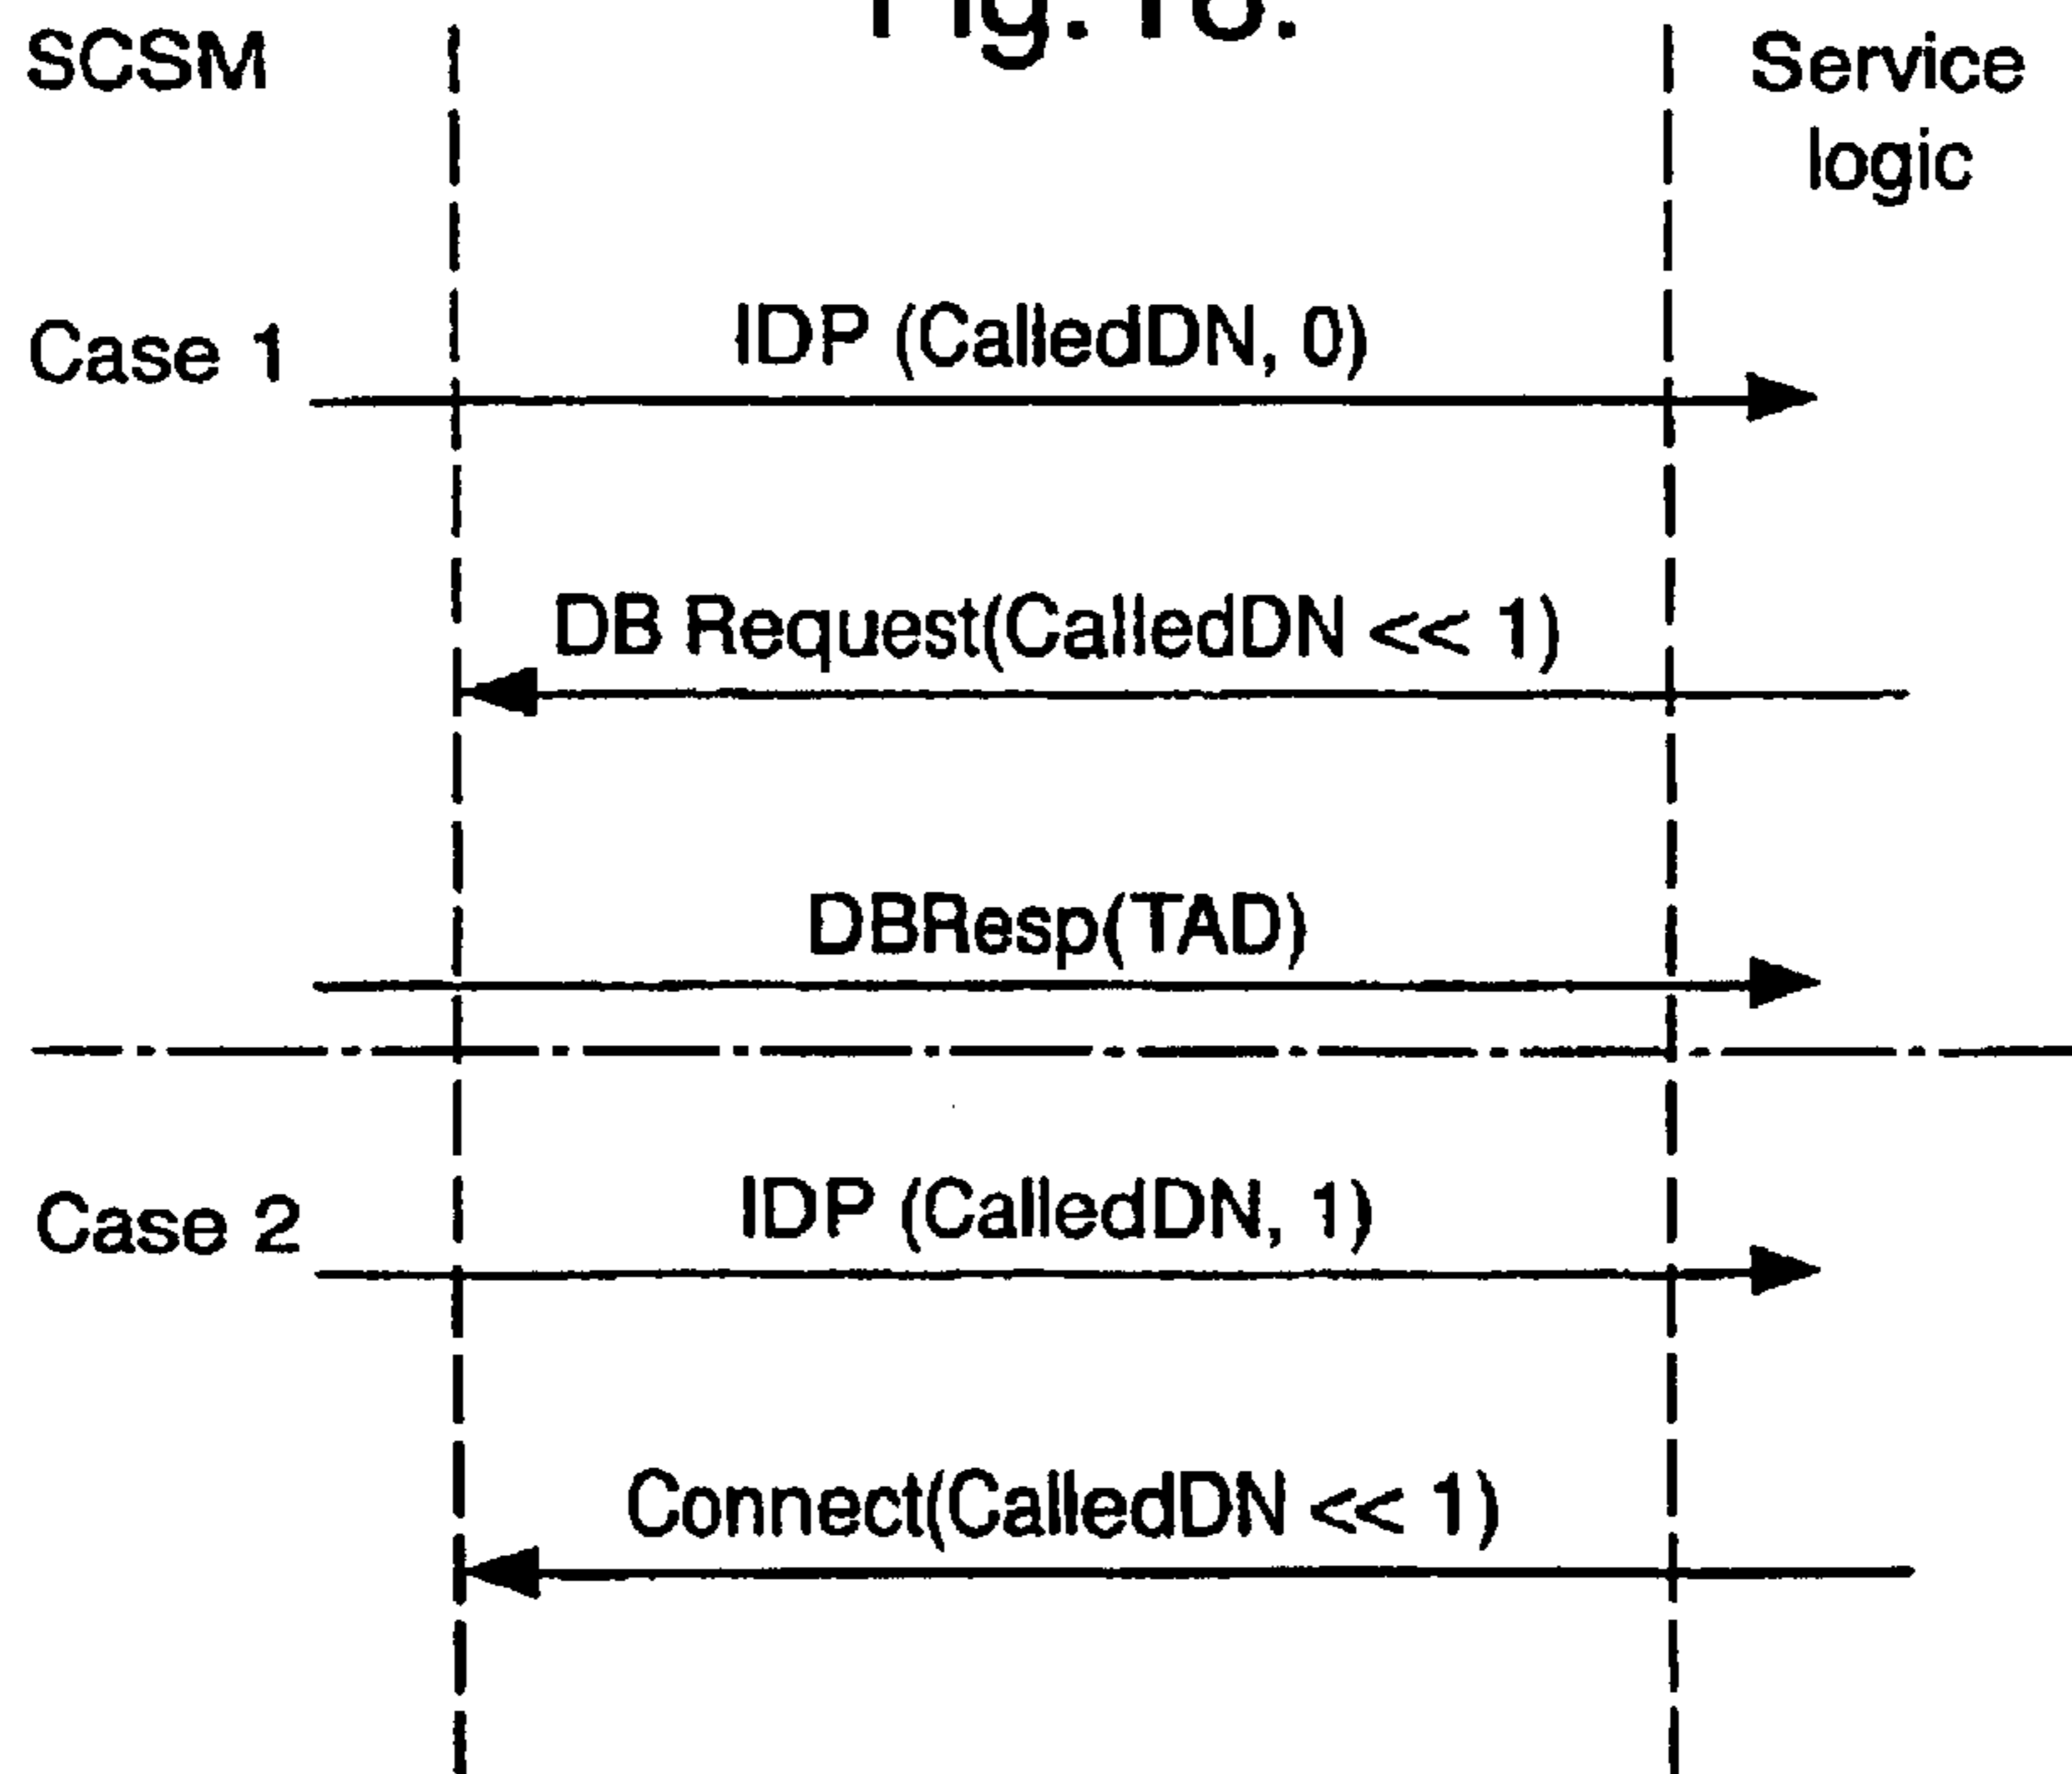 Fig.
SCSM
Service
logic
Case 1
IDP (CalledDN, 0)
DB Request(CalledDN << 1)
DBResp(TAD)
Case 2
IDP (CalledDN, 1)
Connect(CalledDN << 1)